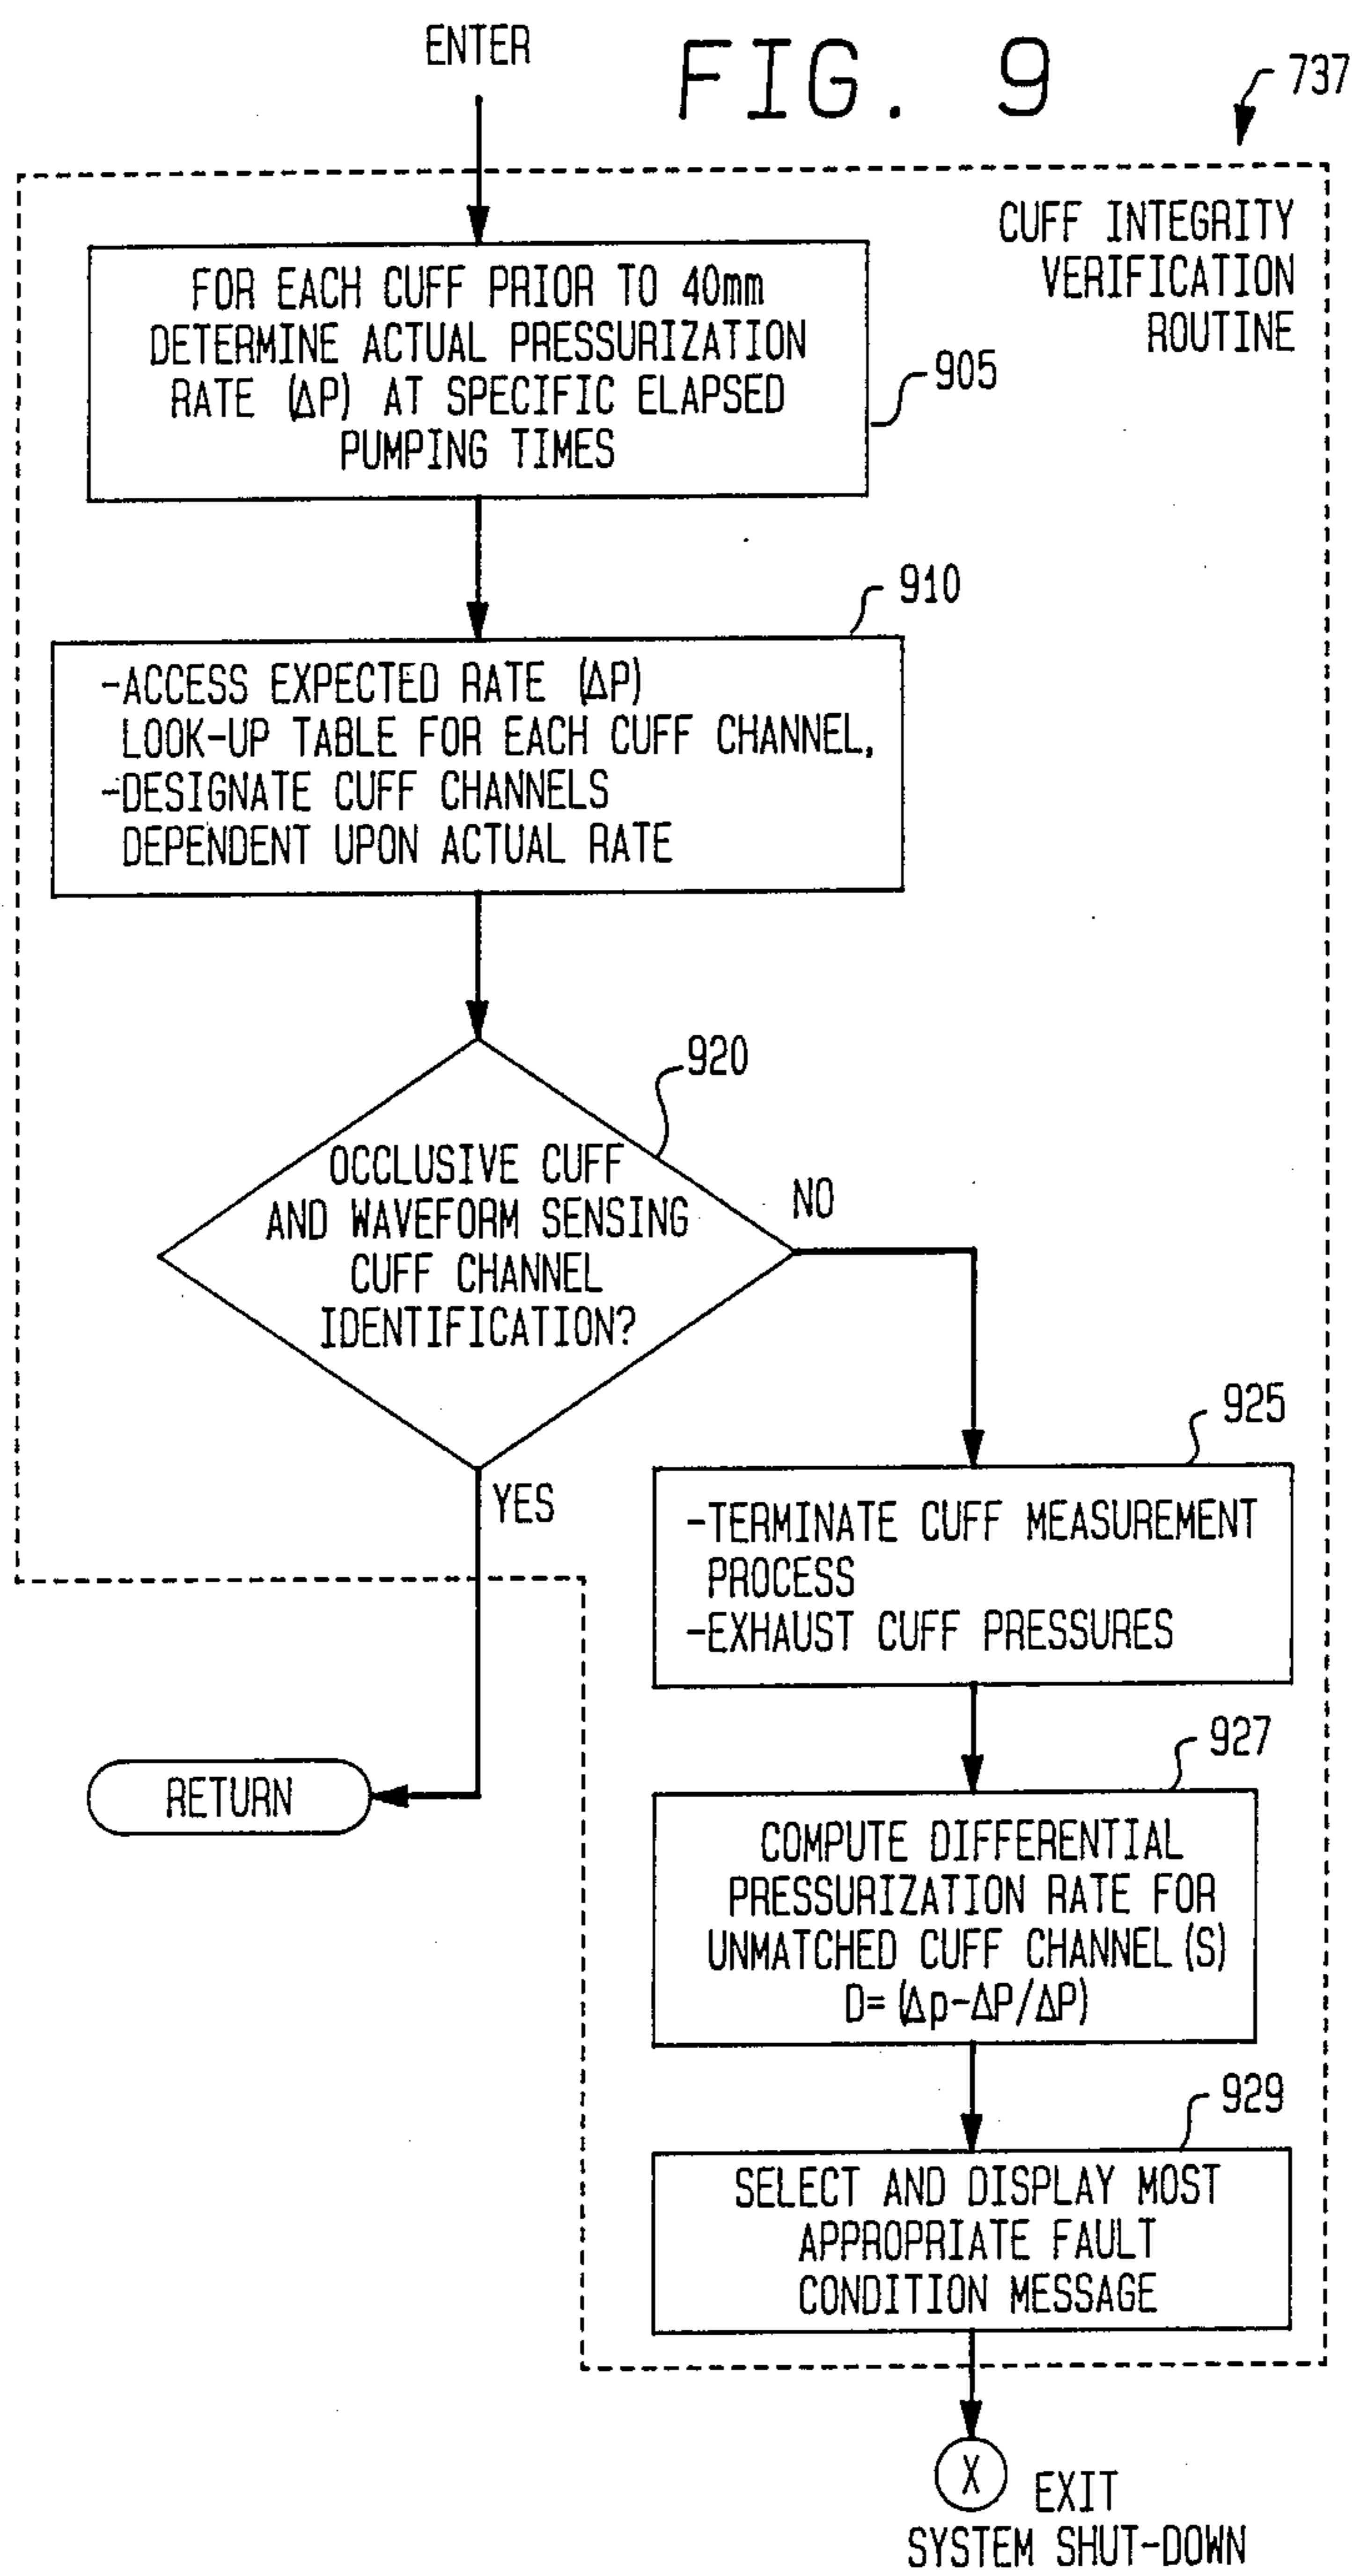 ENTER
FIG. 9
737
CUFF INTEGRITY
VERIFICATION
ROUTINE
FOR EACH CUFF PRIOR TO 40mm
DETERMINE ACTUAL PRESSURIZATION
RATE (ΔP) AT SPECIFIC ELAPSED
PUMPING TIMES
905
910
-ACCESS EXPECTED RATE (ΔP)
LOOK-UP TABLE FOR EACH CUFF CHANNEL,
-DESIGNATE CUFF CHANNELS
DEPENDENT UPON ACTUAL RATE
920
OCCLUSIVE CUFF
AND WAVEFORM SENSING
CUFF CHANNEL
IDENTIFICATION?
NO
YES
925
-TERMINATE CUFF MEASUREMENT
PROCESS
-EXHAUST CUFF PRESSURES
RETURN
927
COMPUTE DIFFERENTIAL
PRESSURIZATION RATE FOR
UNMATCHED CUFF CHANNEL(S)
D=(Δp-ΔP/ΔP)
929
SELECT AND DISPLAY MOST
APPROPRIATE FAULT
CONDITION MESSAGE
X
EXIT
SYSTEM SHUT-DOWN